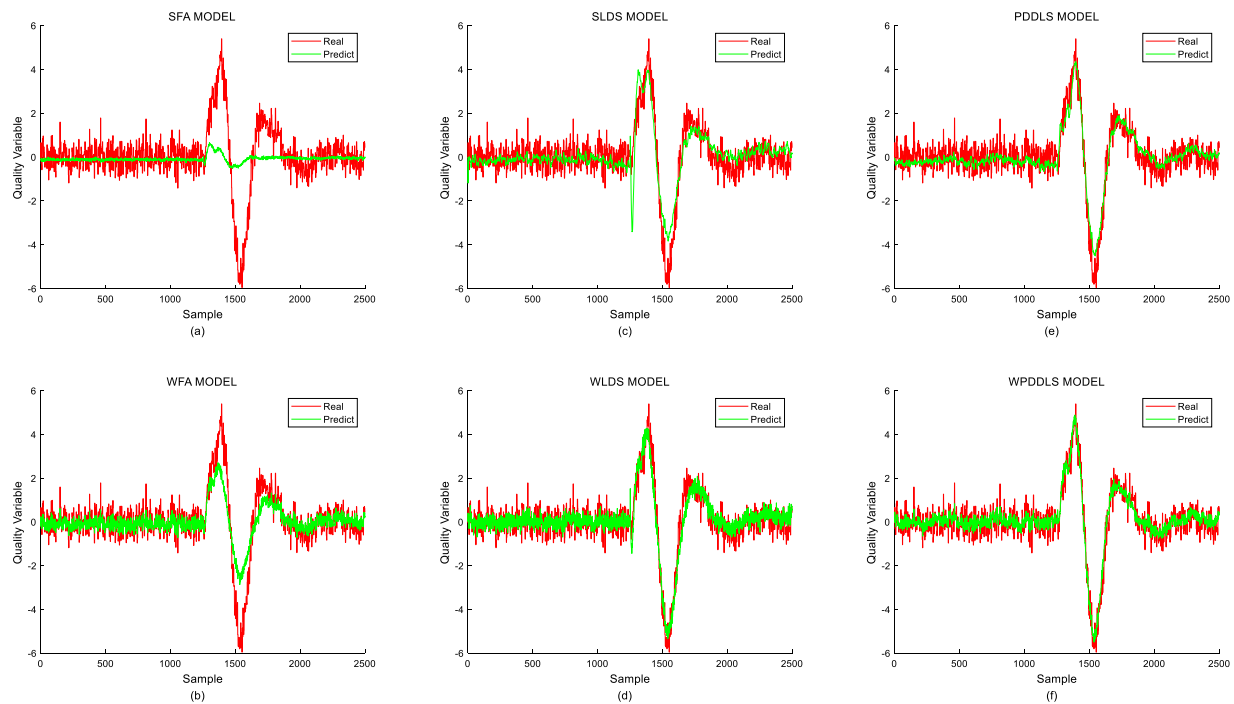 SFA MODEL
6
4
2
0
-2
-4
-6
Quality Variable
Real
Predict
0 500 1000 1500 2000 2500
Sample
(a)
SLDS MODEL
6
4
2
0
-2
-4
-6
Quality Variable
Real
Predict
0 500 1000 1500 2000 2500
Sample
(c)
PDDLS MODEL
6
4
2
0
-2
-4
-6
Quality Variable
Real
Predict
0 500 1000 1500 2000 2500
Sample
(e)
WFA MODEL
6
4
2
0
-2
-4
-6
Quality Variable
Real
Predict
0 500 1000 1500 2000 2500
Sample
(b)
WLDS MODEL
6
4
2
0
-2
-4
-6
Quality Variable
Real
Predict
0 500 1000 1500 2000 2500
Sample
(d)
WPDDLS MODEL
6
4
2
0
-2
-4
-6
Quality Variable
Real
Predict
0 500 1000 1500 2000 2500
Sample
(f)